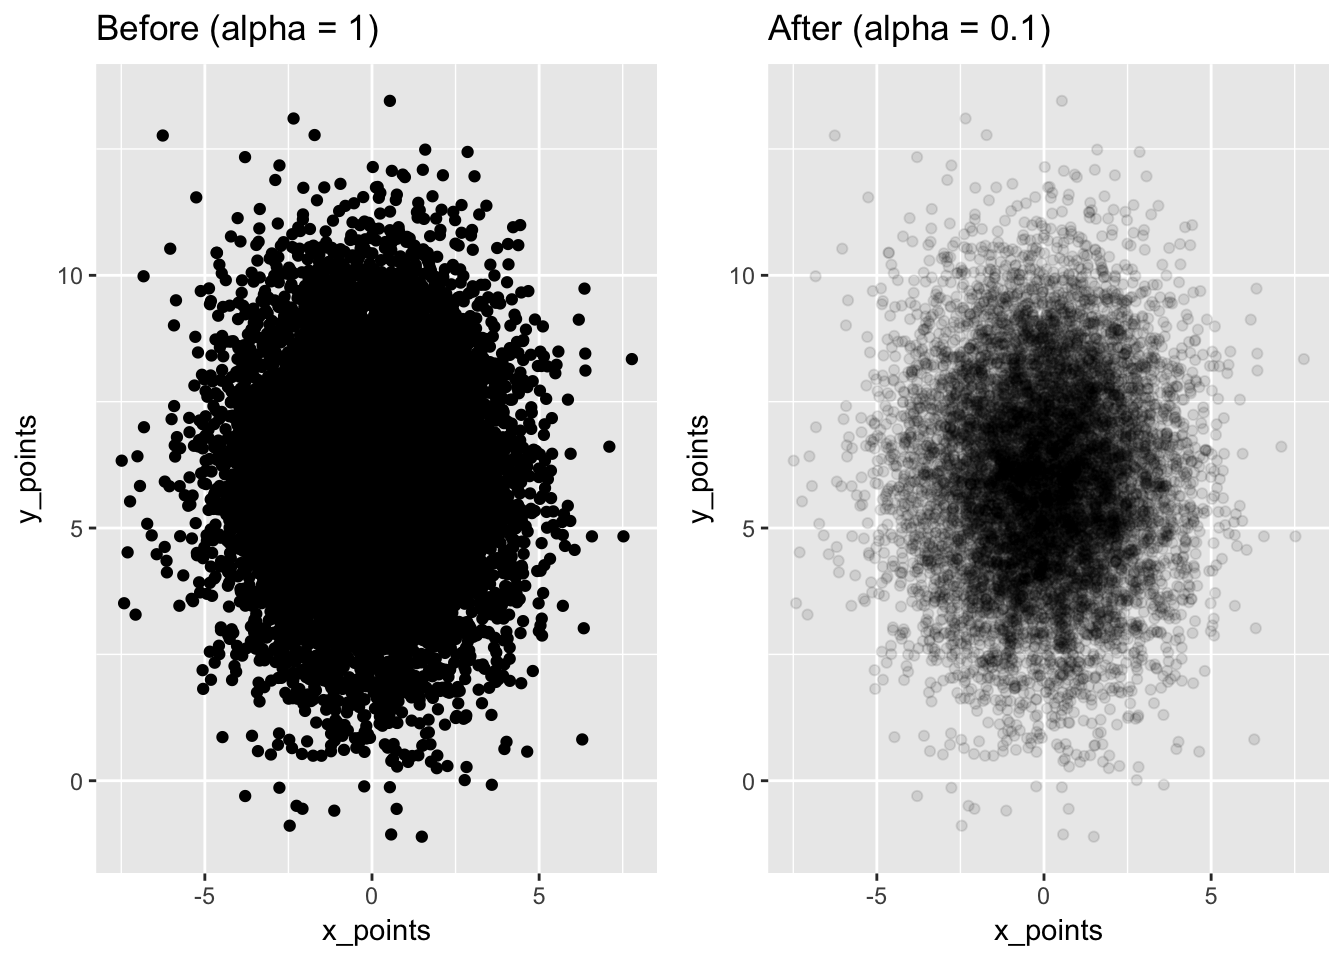 Before (alpha = 1)
y_points
10
5
0
-5 0 5
x_points
After (alpha = 0.1)
y_points
10
5
0
-5 0 5
x_points